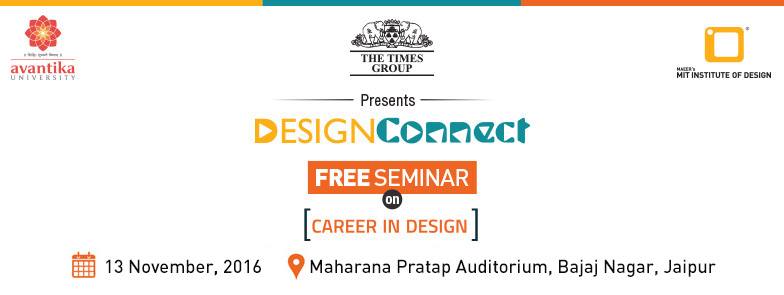 avantika
UNIVERSITY
THE TIMES
GROUP
®
MAEER's
MIT INSTITUTE OF DESIGN
Presents
DESIGNConnect
FREE SEMINAR
on
[CAREER IN DESIGN]
13 November, 2016
Maharana Pratap Auditorium, Bajaj Nagar, Jaipur